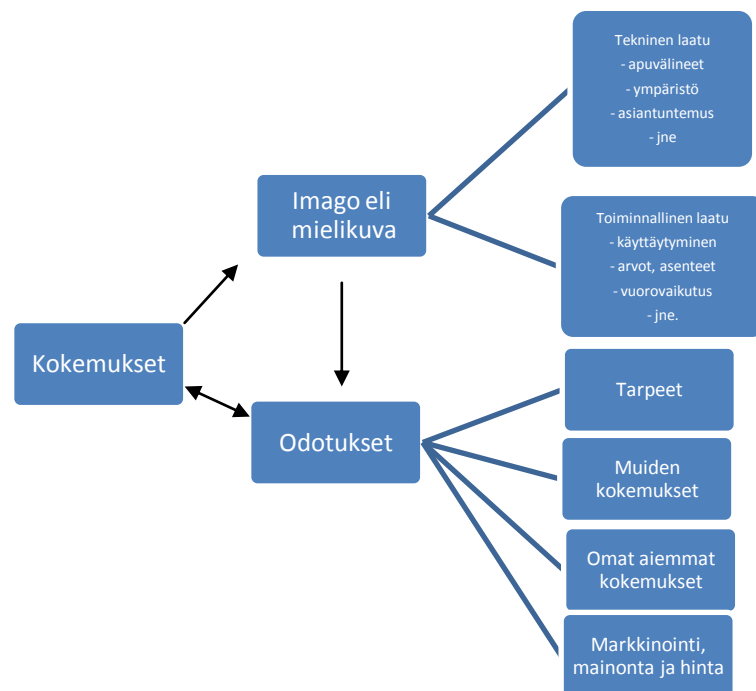 Tekninen laatu
- apuvälineet
- ympäristö
- asiantuntemus
- jne
Imago eli
mielikuva
Toiminnallinen laatu
- käyttäytyminen
- arvot, asenteet
- vuorovaikutus
- jne.
Kokemukset
Odotukset
Tarpeet
Muiden
kokemukset
Omat aiemmat
kokemukset
Markkinointi,
mainonta ja hinta